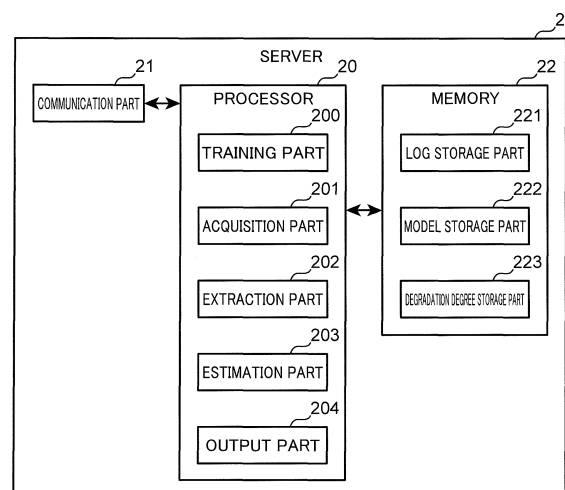 2
SERVER
21
COMMUNICATION PART
20
PROCESSOR
200
TRAINING PART
201
ACQUISITION PART
202
EXTRACTION PART
203
ESTIMATION PART
204
OUTPUT PART
22
MEMORY
221
LOG STORAGE PART
222
MODEL STORAGE PART
223
DEGRADATION DEGREE STORAGE PART